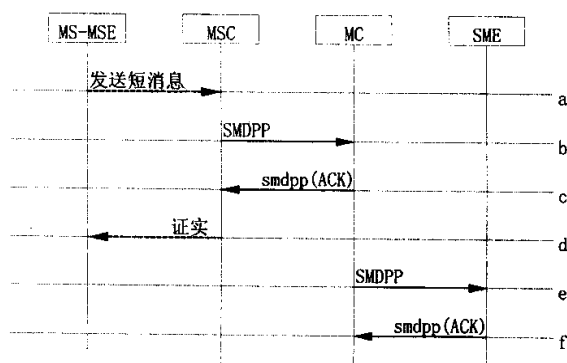 MS-MSE MSC MC SME
发送短消息
a
SMDPP
b
smdpp(ACK)
c
证实
d
SMDPP
e
smdpp(ACK)
f